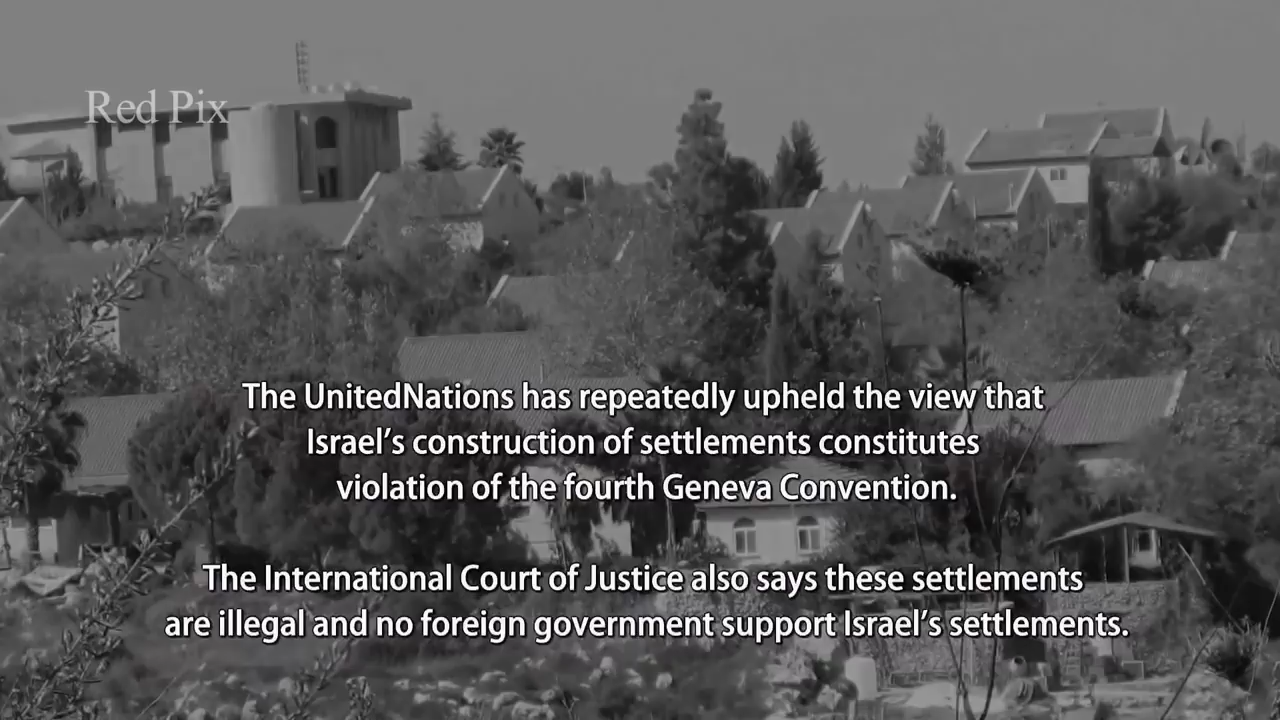 Red Pix
The UnitedNations has repeatedly upheld the view that
Israel's construction of settlements constitutes
violation of the fourth Geneva Convention.
The International Court of Justice also says these settlements
are illegal and no foreign government support Israel's settlements.